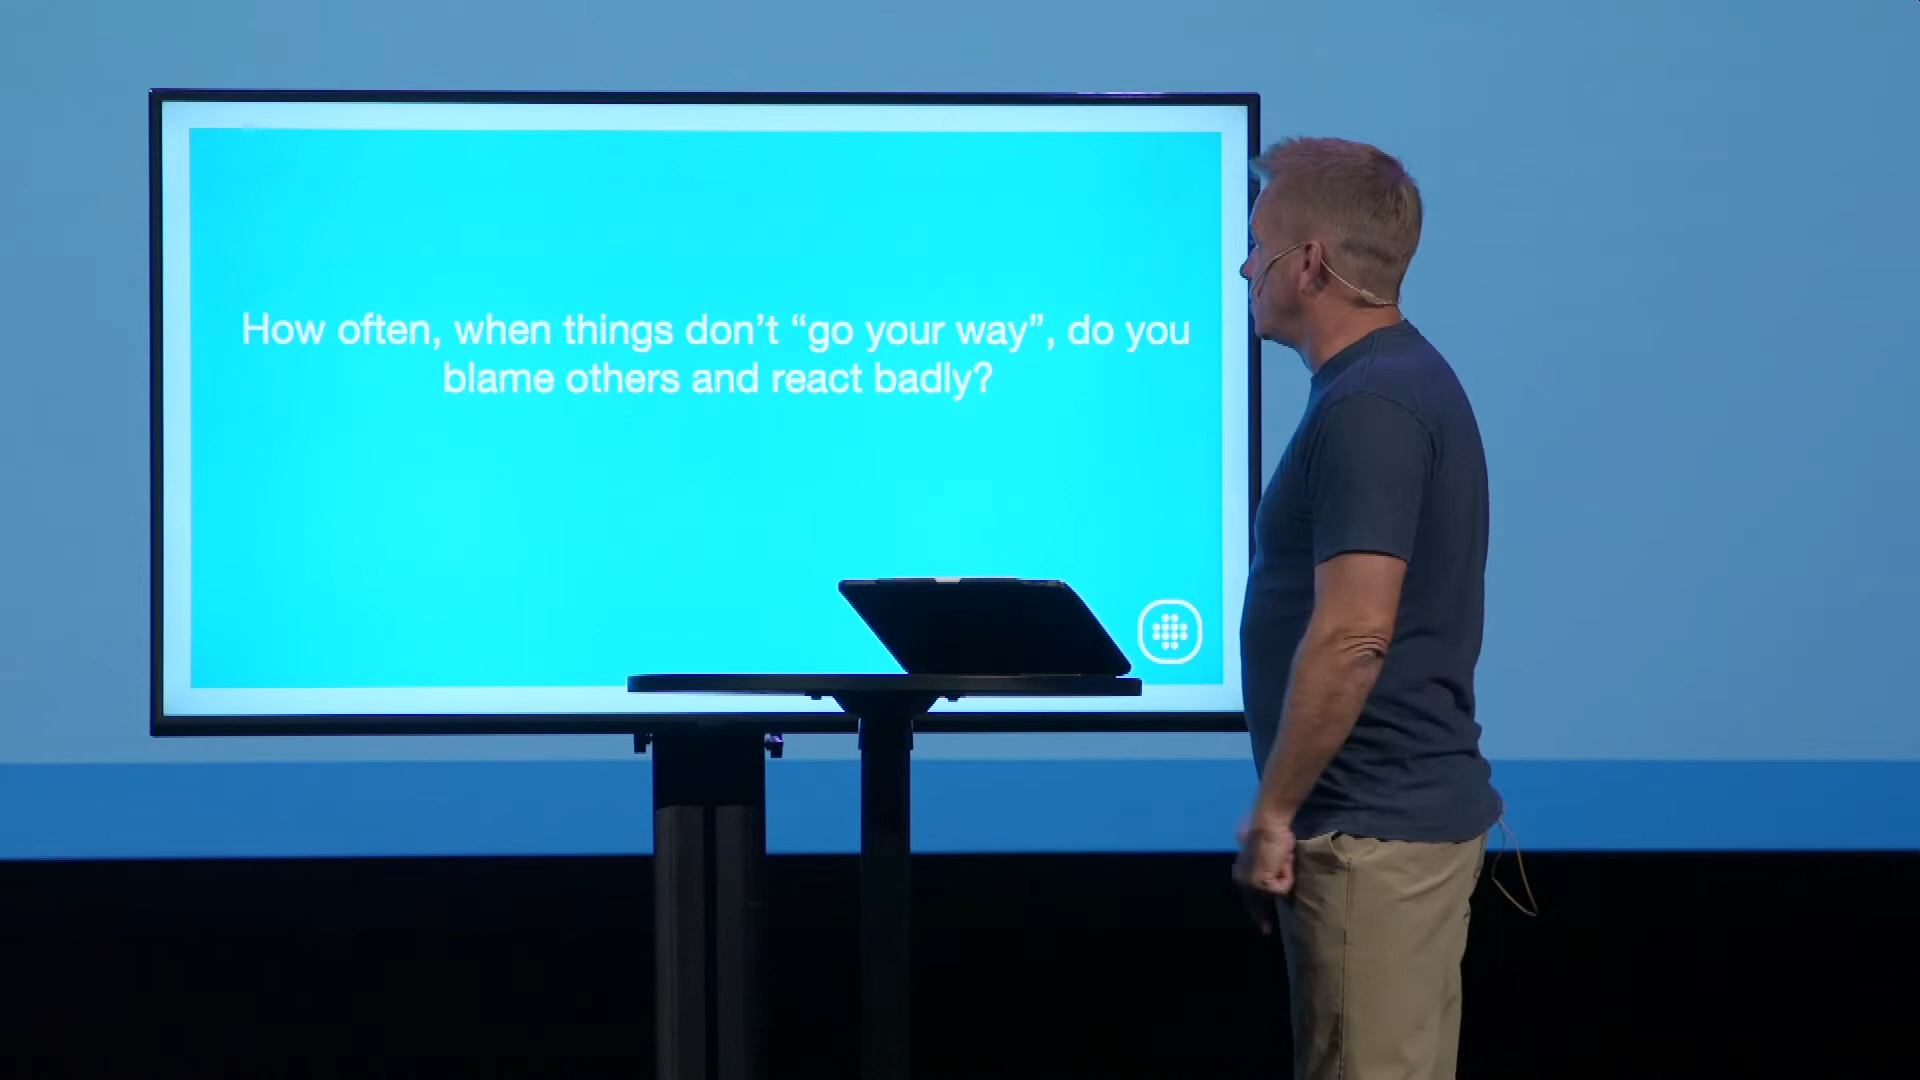 How often, when things don’t “go your way”, do you
blame others and react badly?